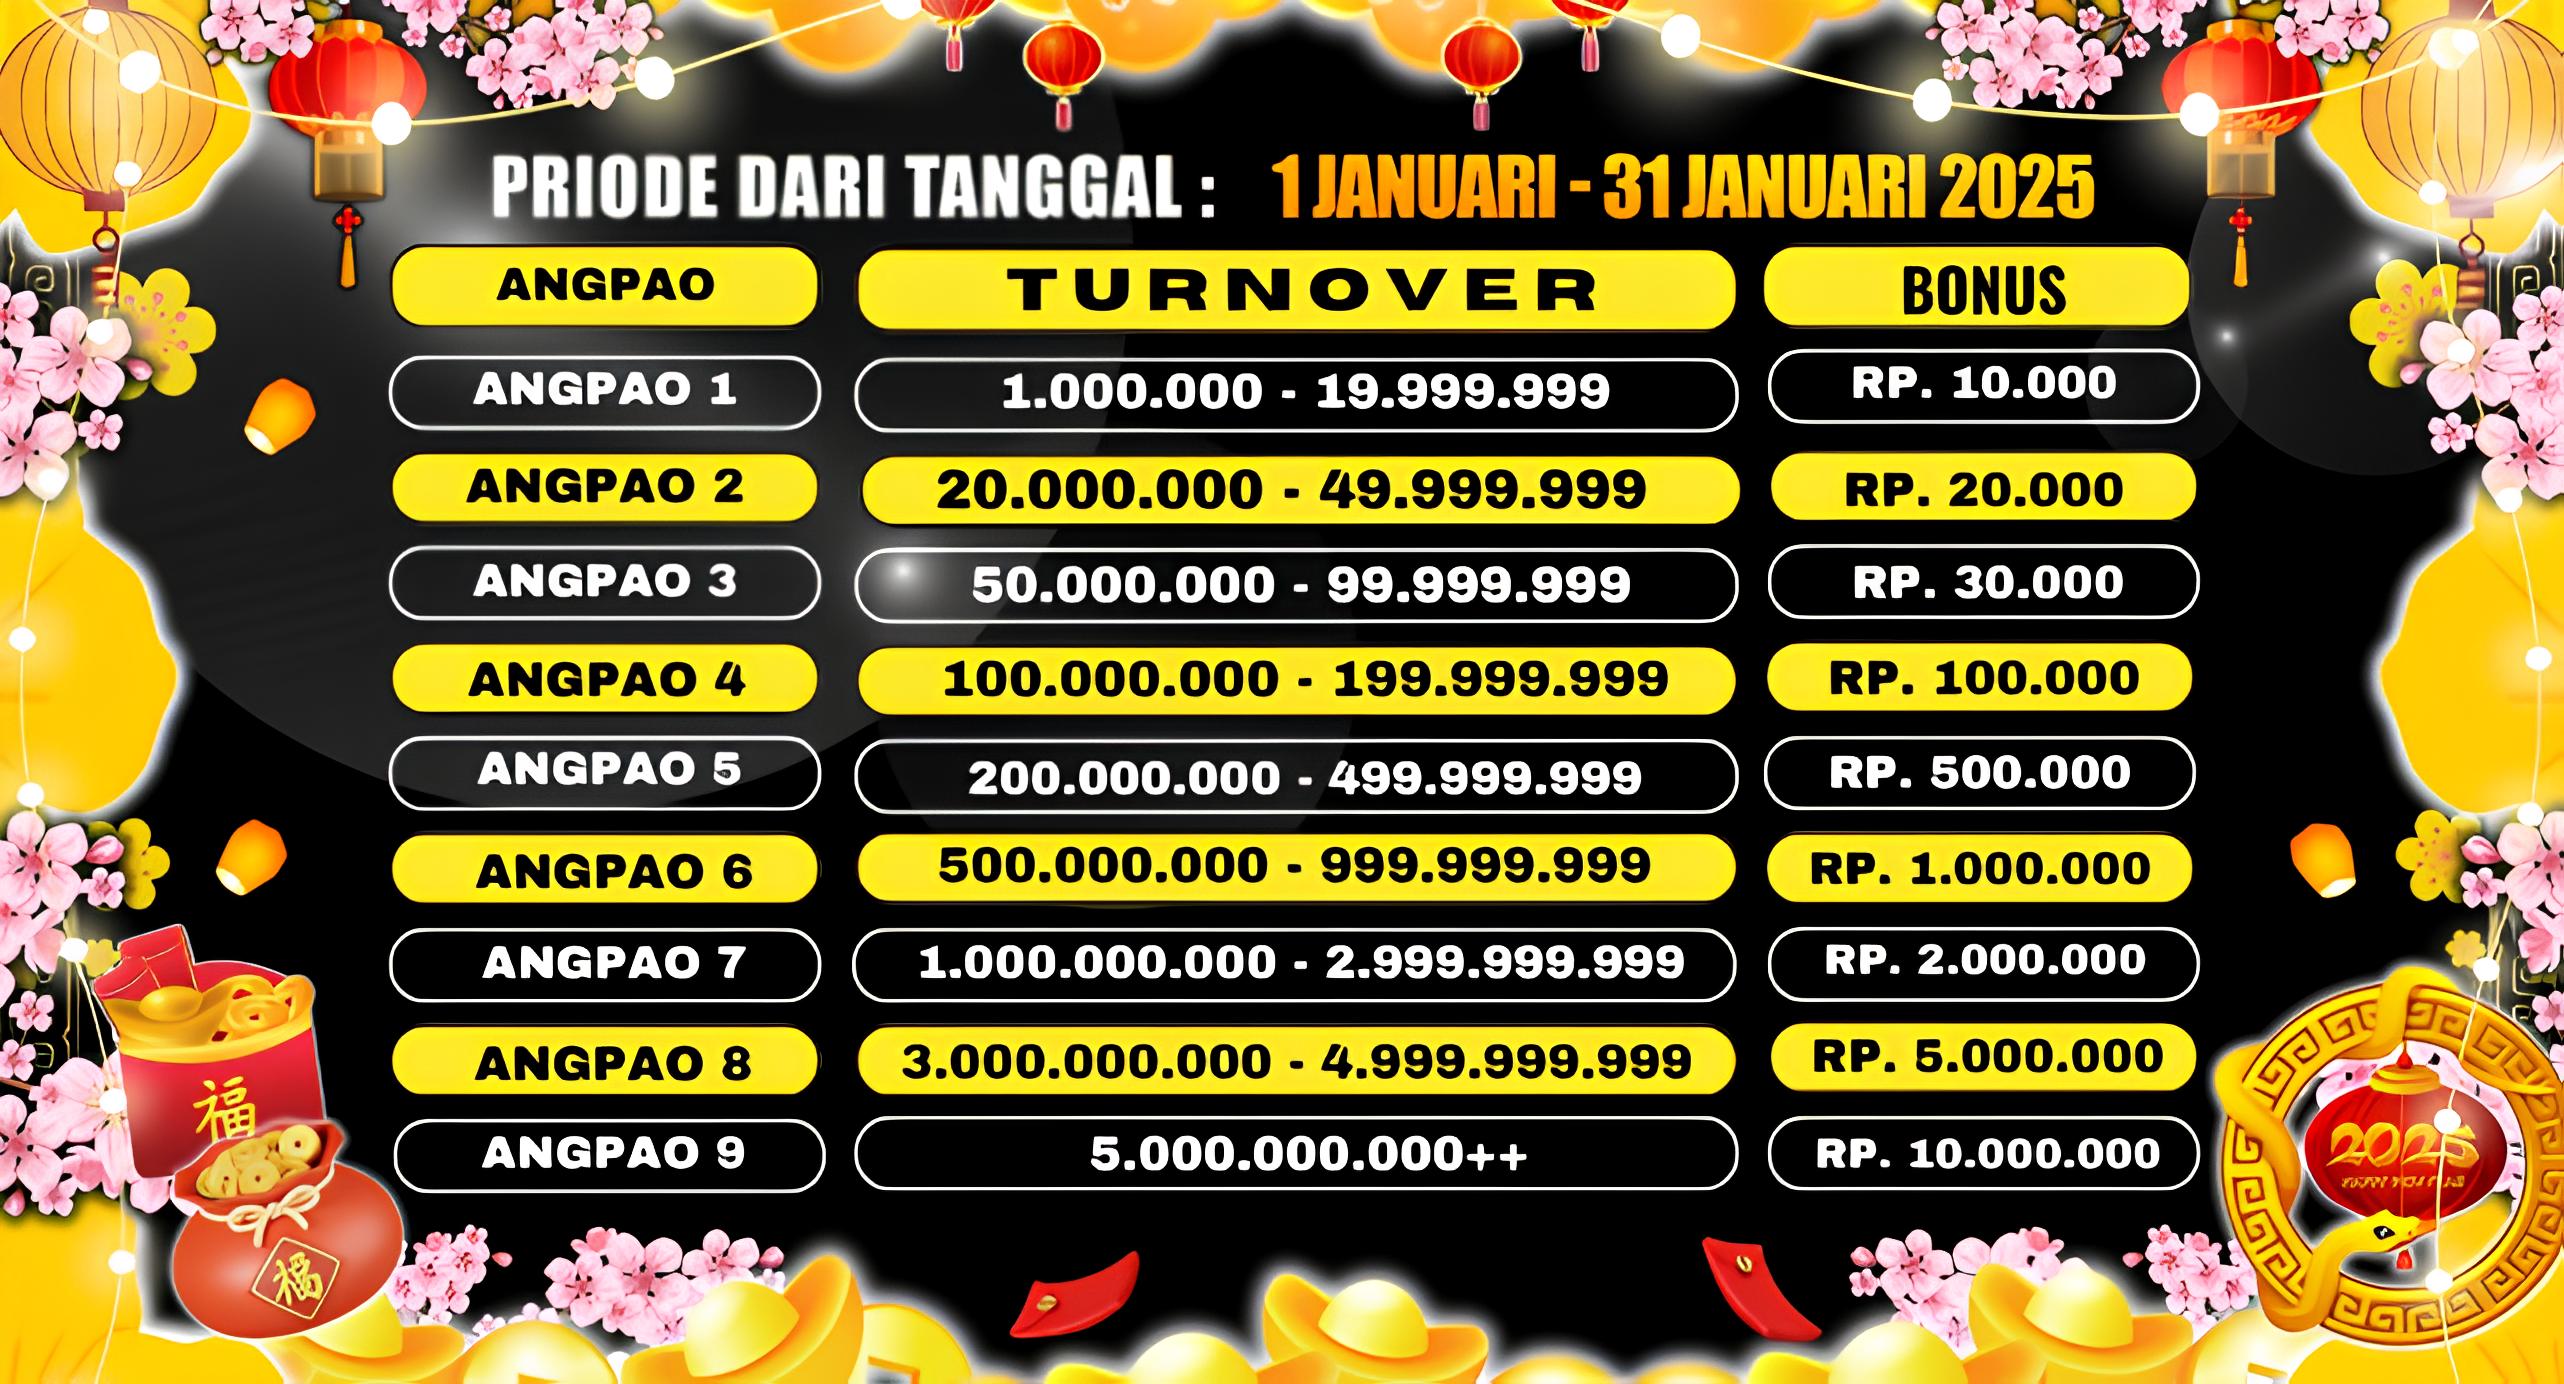 PRIODE DARI TANGGAL : 1 JANUARI - 31 JANUARI 2025
ANGPAO TURNOVER BONUS
ANGPAO 1 1.000.000 - 19.999.999 RP. 10.000
ANGPAO 2 20.000.000 - 49.999.999 RP. 20.000
ANGPAO 3 50.000.000 - 99.999.999 RP. 30.000
ANGPAO 4 100.000.000 - 199.999.999 RP. 100.000
ANGPAO 5 200.000.000 - 499.999.999 RP. 500.000
ANGPAO 6 500.000.000 - 999.999.999 RP. 1.000.000
ANGPAO 7 1.000.000.000 - 2.999.999.999 RP. 2.000.000
ANGPAO 8 3.000.000.000 - 4.999.999.999 RP. 5.000.000
ANGPAO 9 5.000.000.000++ RP. 10.000.000
福
福
2025